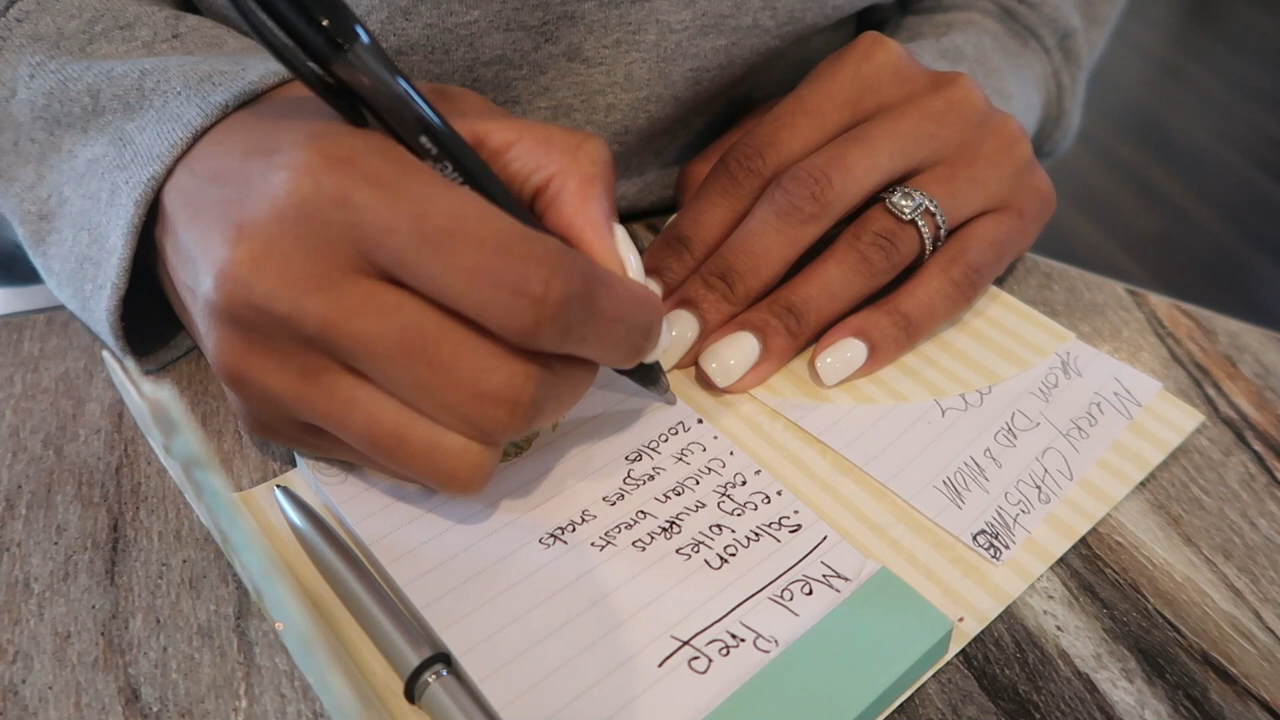 Meal Prep
• Salmon
• egg bites
• oat muffins
• chicken breasts
• cut veggies snacks
• zoodles
MERRY CHRISTMAS
FROM DAD & MOM